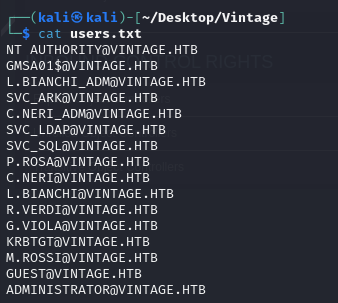 (kali㉿kali)-[~/Desktop/Vintage]
$ cat users.txt
NT AUTHORITY@VINTAGE.HTB
GMSA01$@VINTAGE.HTB
L.BIANCHI_ADM@VINTAGE.HTB
SVC_ARK@VINTAGE.HTB
C.NERI_ADM@VINTAGE.HTB
SVC_LDAP@VINTAGE.HTB
SVC_SQL@VINTAGE.HTB
P.ROSA@VINTAGE.HTB
C.NERI@VINTAGE.HTB
L.BIANCHI@VINTAGE.HTB
R.VERDI@VINTAGE.HTB
G.VIOLA@VINTAGE.HTB
KRBTGT@VINTAGE.HTB
M.ROSSI@VINTAGE.HTB
GUEST@VINTAGE.HTB
ADMINISTRATOR@VINTAGE.HTB